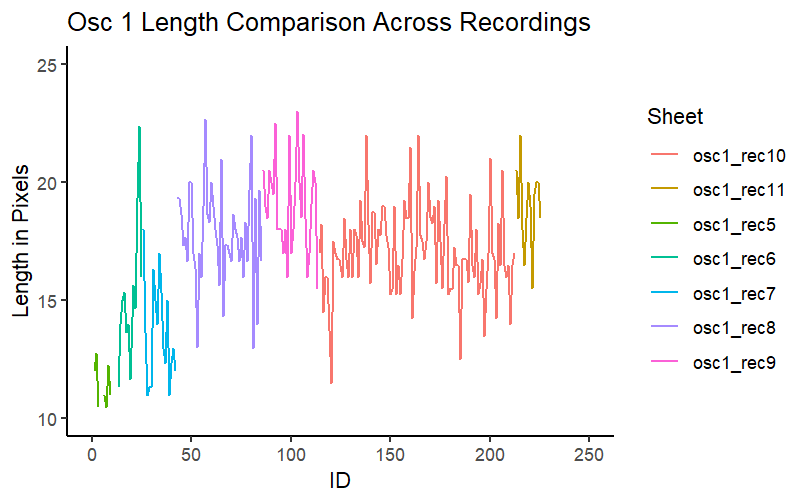 Osc 1 Length Comparison Across Recordings
Length in Pixels
25
20
15
10
0 50 100 150 200 250
ID
Sheet
osc1_rec10
osc1_rec11
osc1_rec5
osc1_rec6
osc1_rec7
osc1_rec8
osc1_rec9